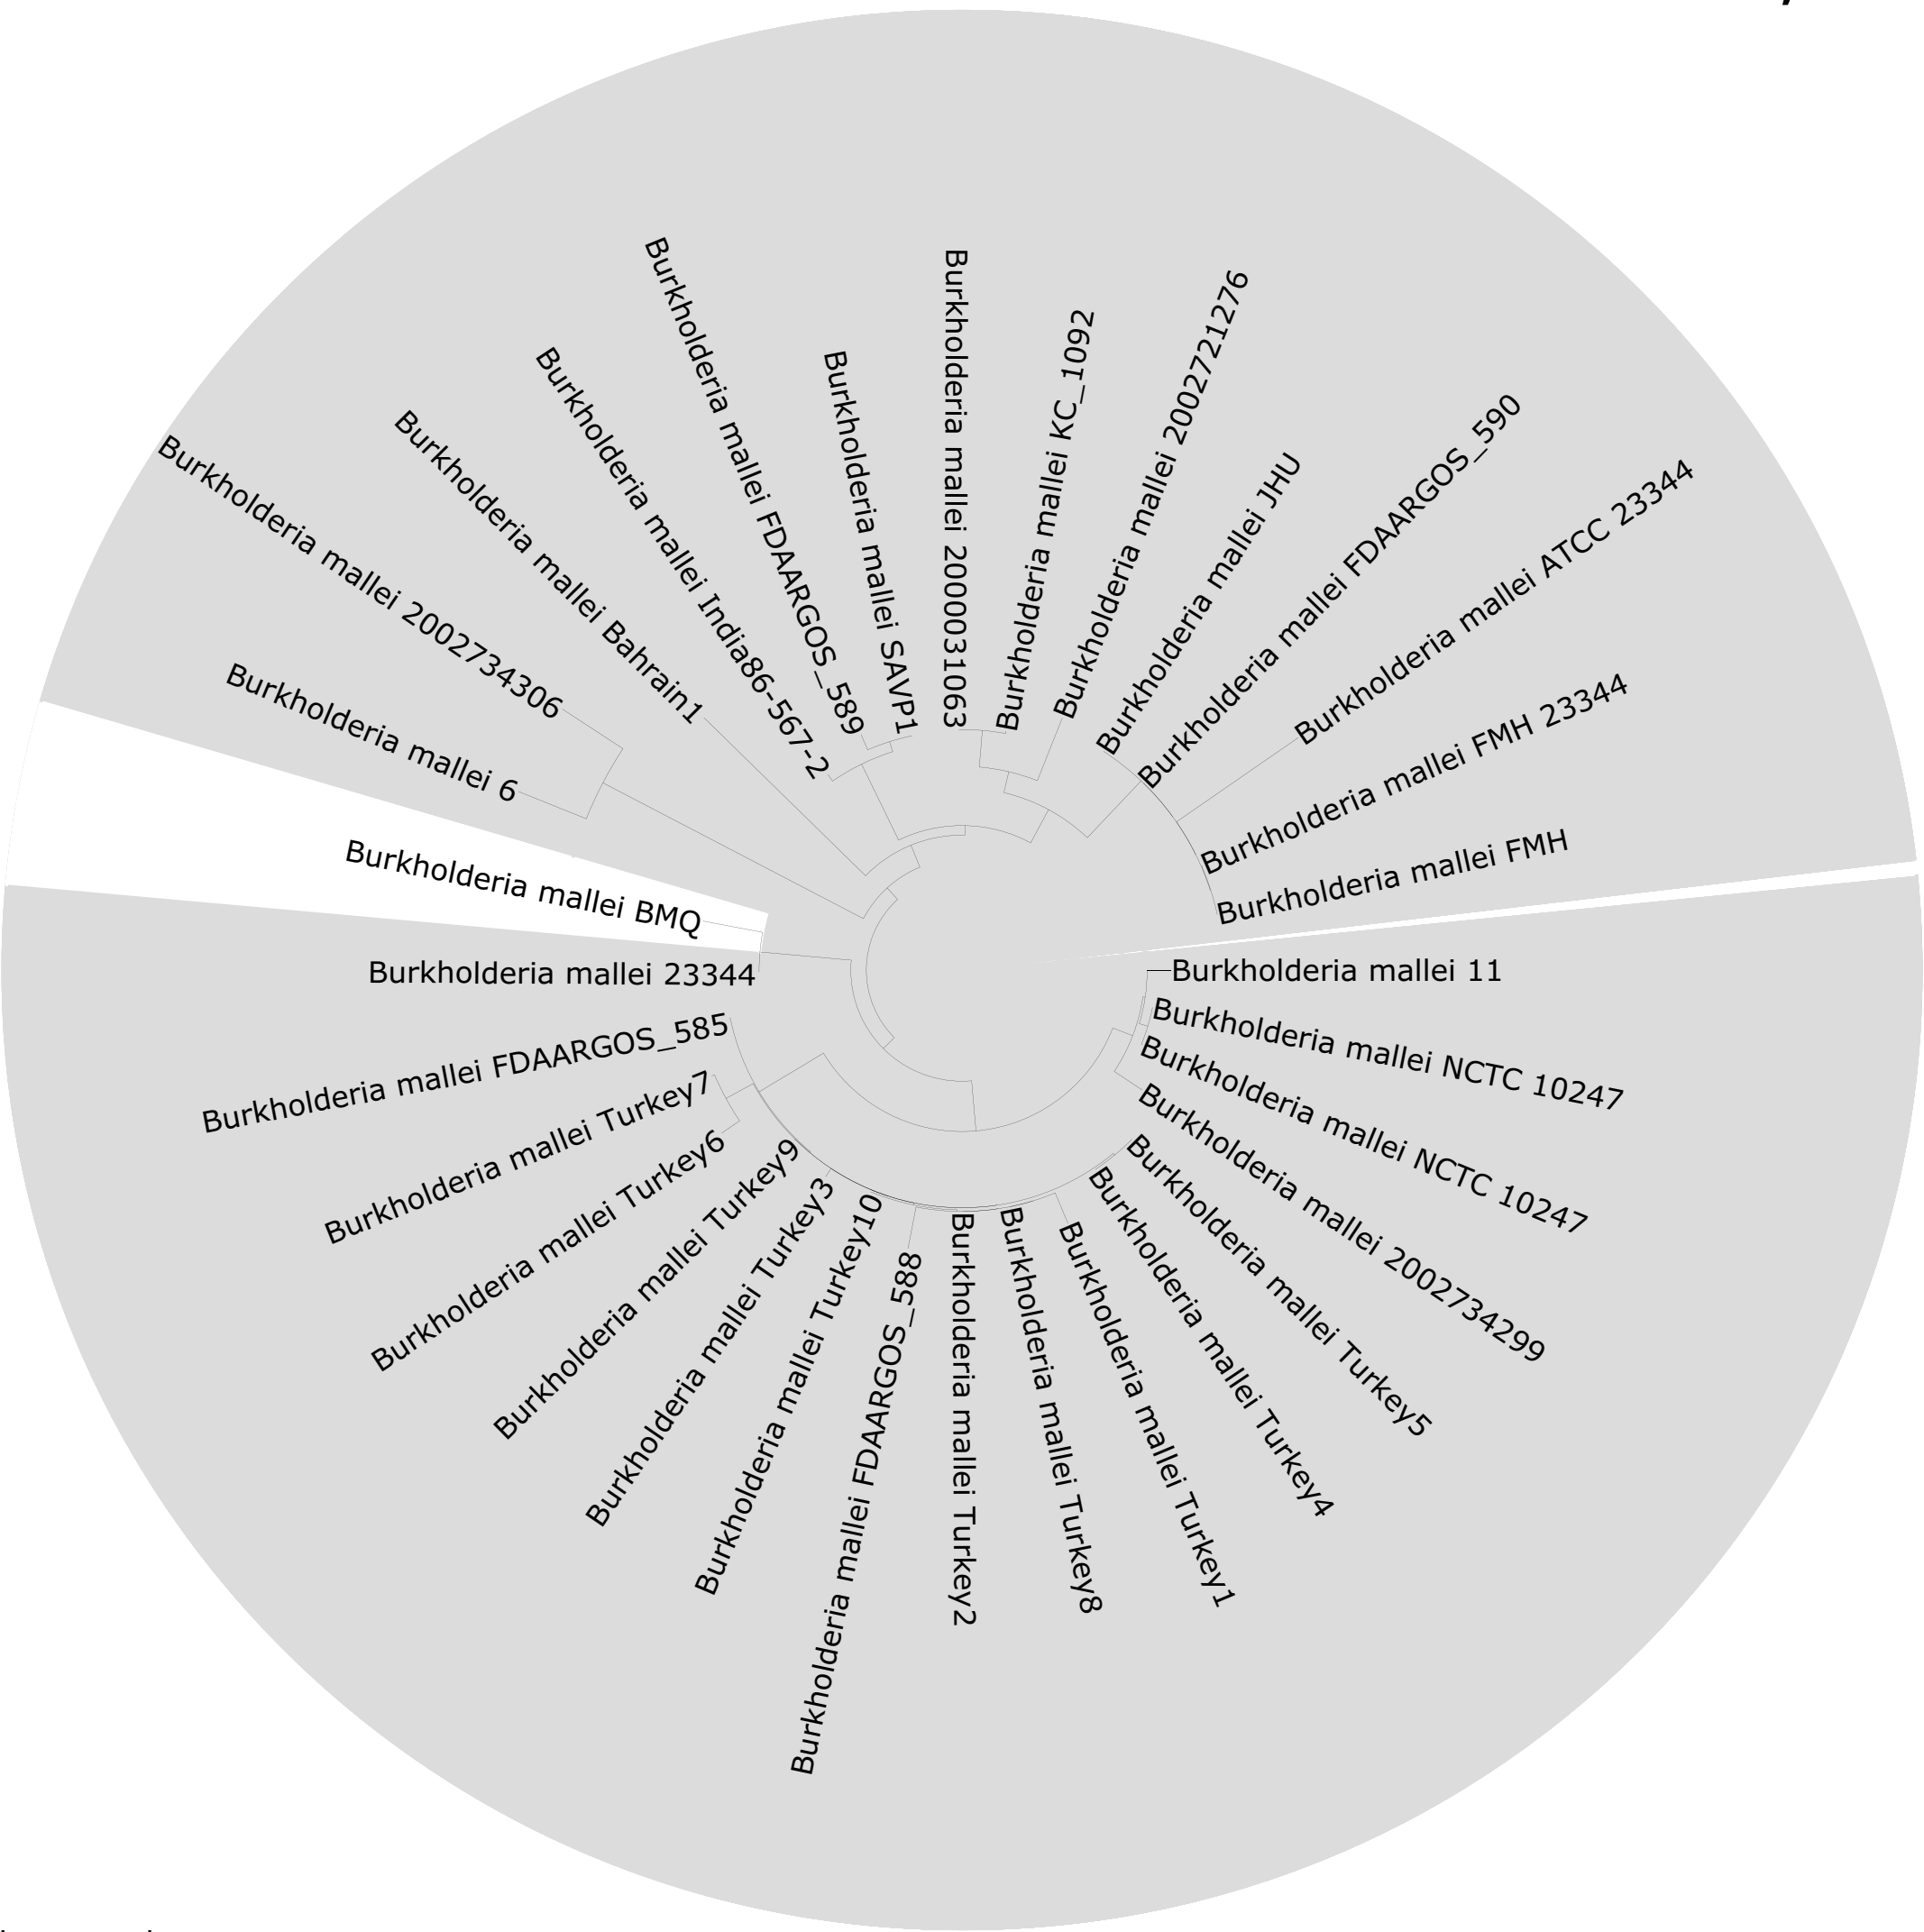 Burkholderia mallei 2000031063
Burkholderia mallei KC_1092
Burkholderia mallei 2002721276
Burkholderia mallei JHU
Burkholderia mallei FDAARGOS_590
Burkholderia mallei ATCC 23344
Burkholderia mallei FMH 23344
Burkholderia mallei FMH
Burkholderia mallei 11
Burkholderia mallei NCTC 10247
Burkholderia mallei NCTC 10247
Burkholderia mallei 2002734299
Burkholderia mallei Turkey5
Burkholderia mallei Turkey4
Burkholderia mallei Turkey1
Burkholderia mallei Turkey8
Burkholderia mallei Turkey2
Burkholderia mallei FDAARGOS_588
Burkholderia mallei Turkey10
Burkholderia mallei Turkey3
Burkholderia mallei Turkey9
Burkholderia mallei Turkey6
Burkholderia mallei Turkey7
Burkholderia mallei FDAARGOS_585
Burkholderia mallei 23344
Burkholderia mallei BMQ
Burkholderia mallei 6
Burkholderia mallei 2002734306
Burkholderia mallei Bahrain1
Burkholderia mallei India86-567-2
Burkholderia mallei FDAARGOS_589
Burkholderia mallei SAVP1